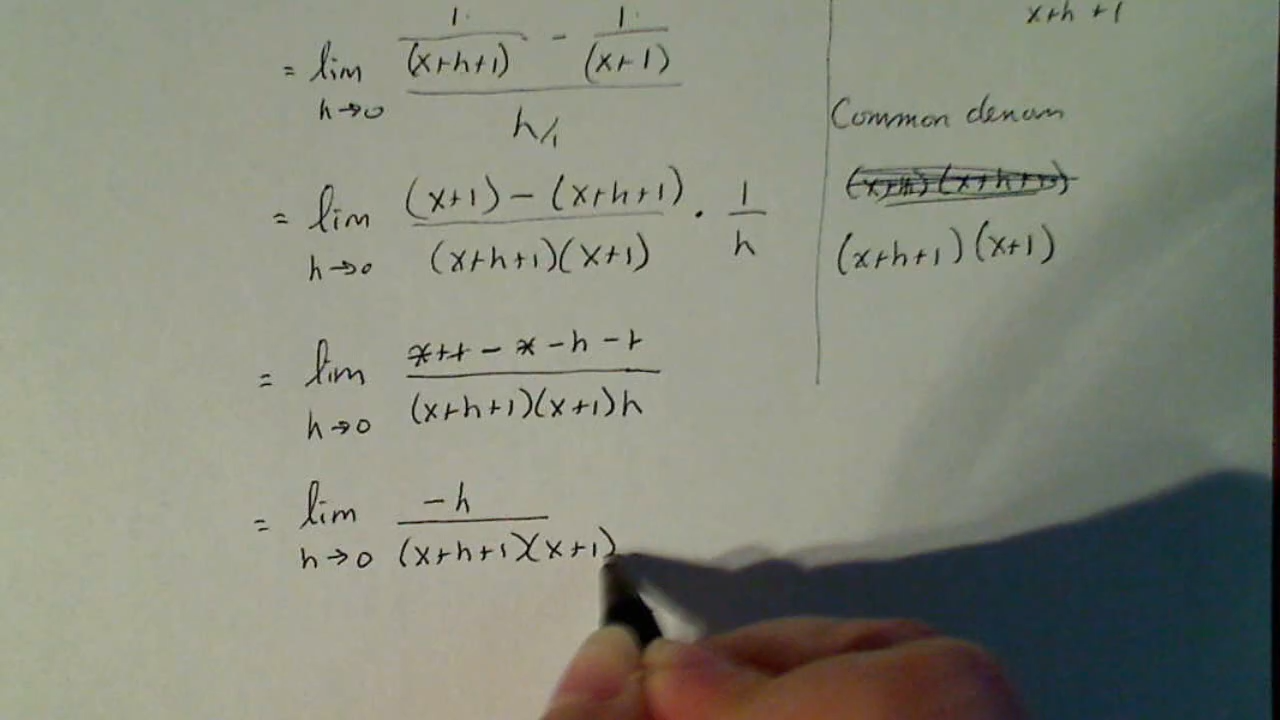 = lim h→0 (1/(x+h+1) - 1/(x+1)) / (h/1)
= lim h→0 ((x+1) - (x+h+1)) / ((x+h+1)(x+1)) · 1/h
= lim h→0 (x+1 - x - h - 1) / ((x+h+1)(x+1)h)
= lim h→0 -h / ((x+h+1)(x+1)
x+h +1
Common denom
(x+h+1)(x+1)